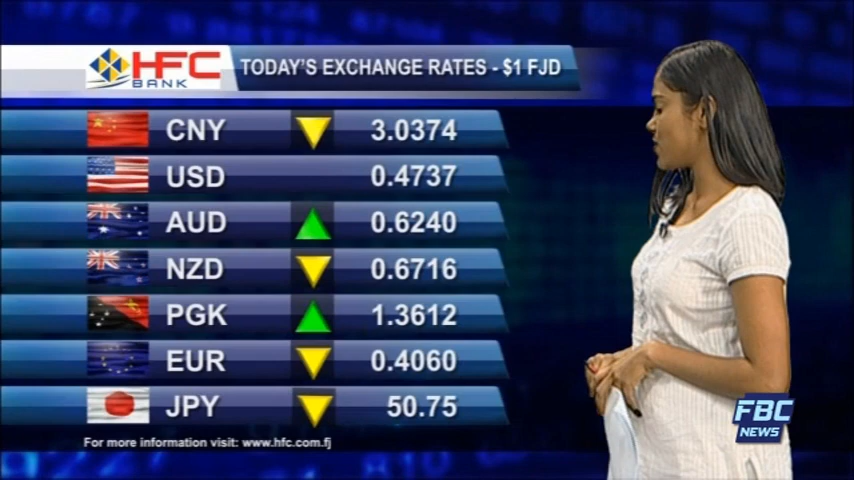 HFC
BANK
TODAY'S EXCHANGE RATES - $1 FJD
CNY 3.0374
USD 0.4737
AUD 0.6240
NZD 0.6716
PGK 1.3612
EUR 0.4060
JPY 50.75
For more information visit: www.hfc.com.fj
FBC
NEWS